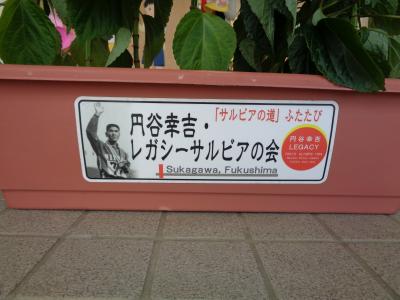 「サルビアの道」ふたたび
円谷幸吉・
レガシーサルビアの会
Sukagawa, Fukushima
円谷幸吉
LEGACY